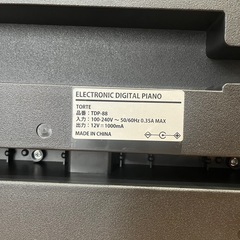 ELECTRONIC DIGITAL PIANO
TORTE
品番：TDP-88
入力：100-240V～50/60Hz 0.35A MAX
出力：12V⎓1000mA
MADE IN CHINA